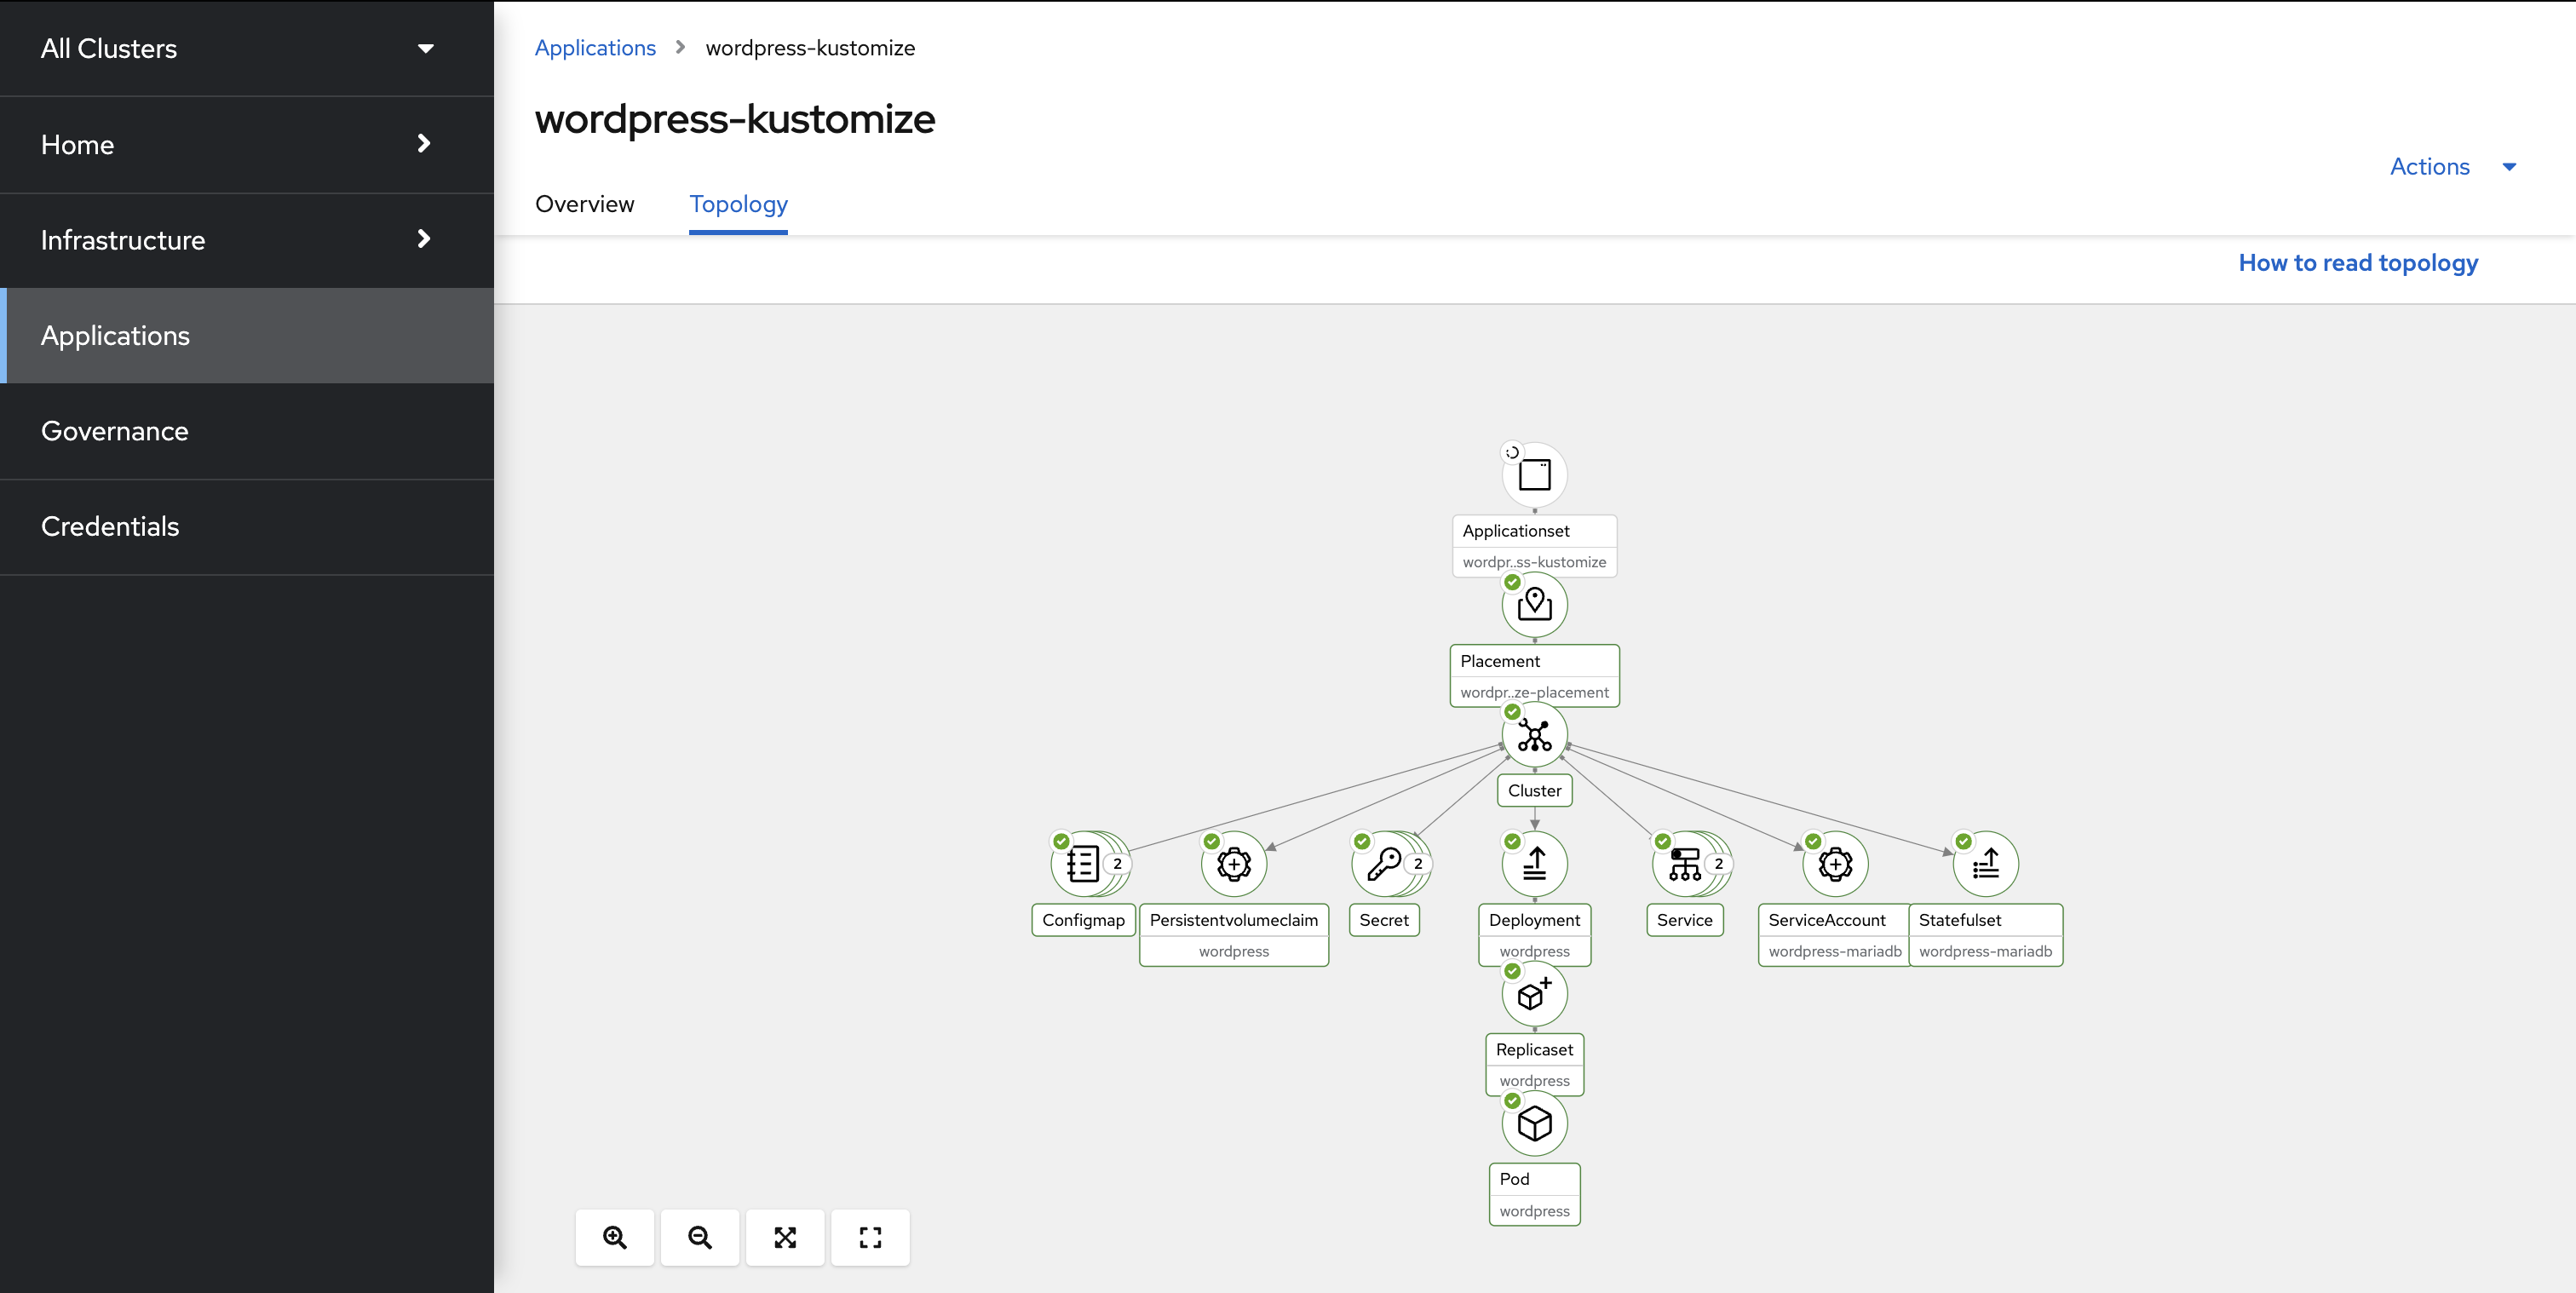 All Clusters
Home
Infrastructure
Applications
Governance
Credentials
Applications > wordpress-kustomize
wordpress-kustomize
Actions
Overview Topology
How to read topology
Applicationset
wordpr..ss-kustomize
Placement
wordpr..ze-placement
Cluster
2 2 2
Configmap Persistentvolumeclaim Secret Deployment Service ServiceAccount Statefulset
wordpress wordpress wordpress-mariadb wordpress-mariadb
Replicaset
wordpress
Pod
wordpress